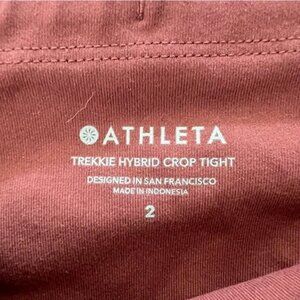 ATHLETA
TREKKIE HYBRID CROP TIGHT
DESIGNED IN SAN FRANCISCO
MADE IN INDONESIA
2